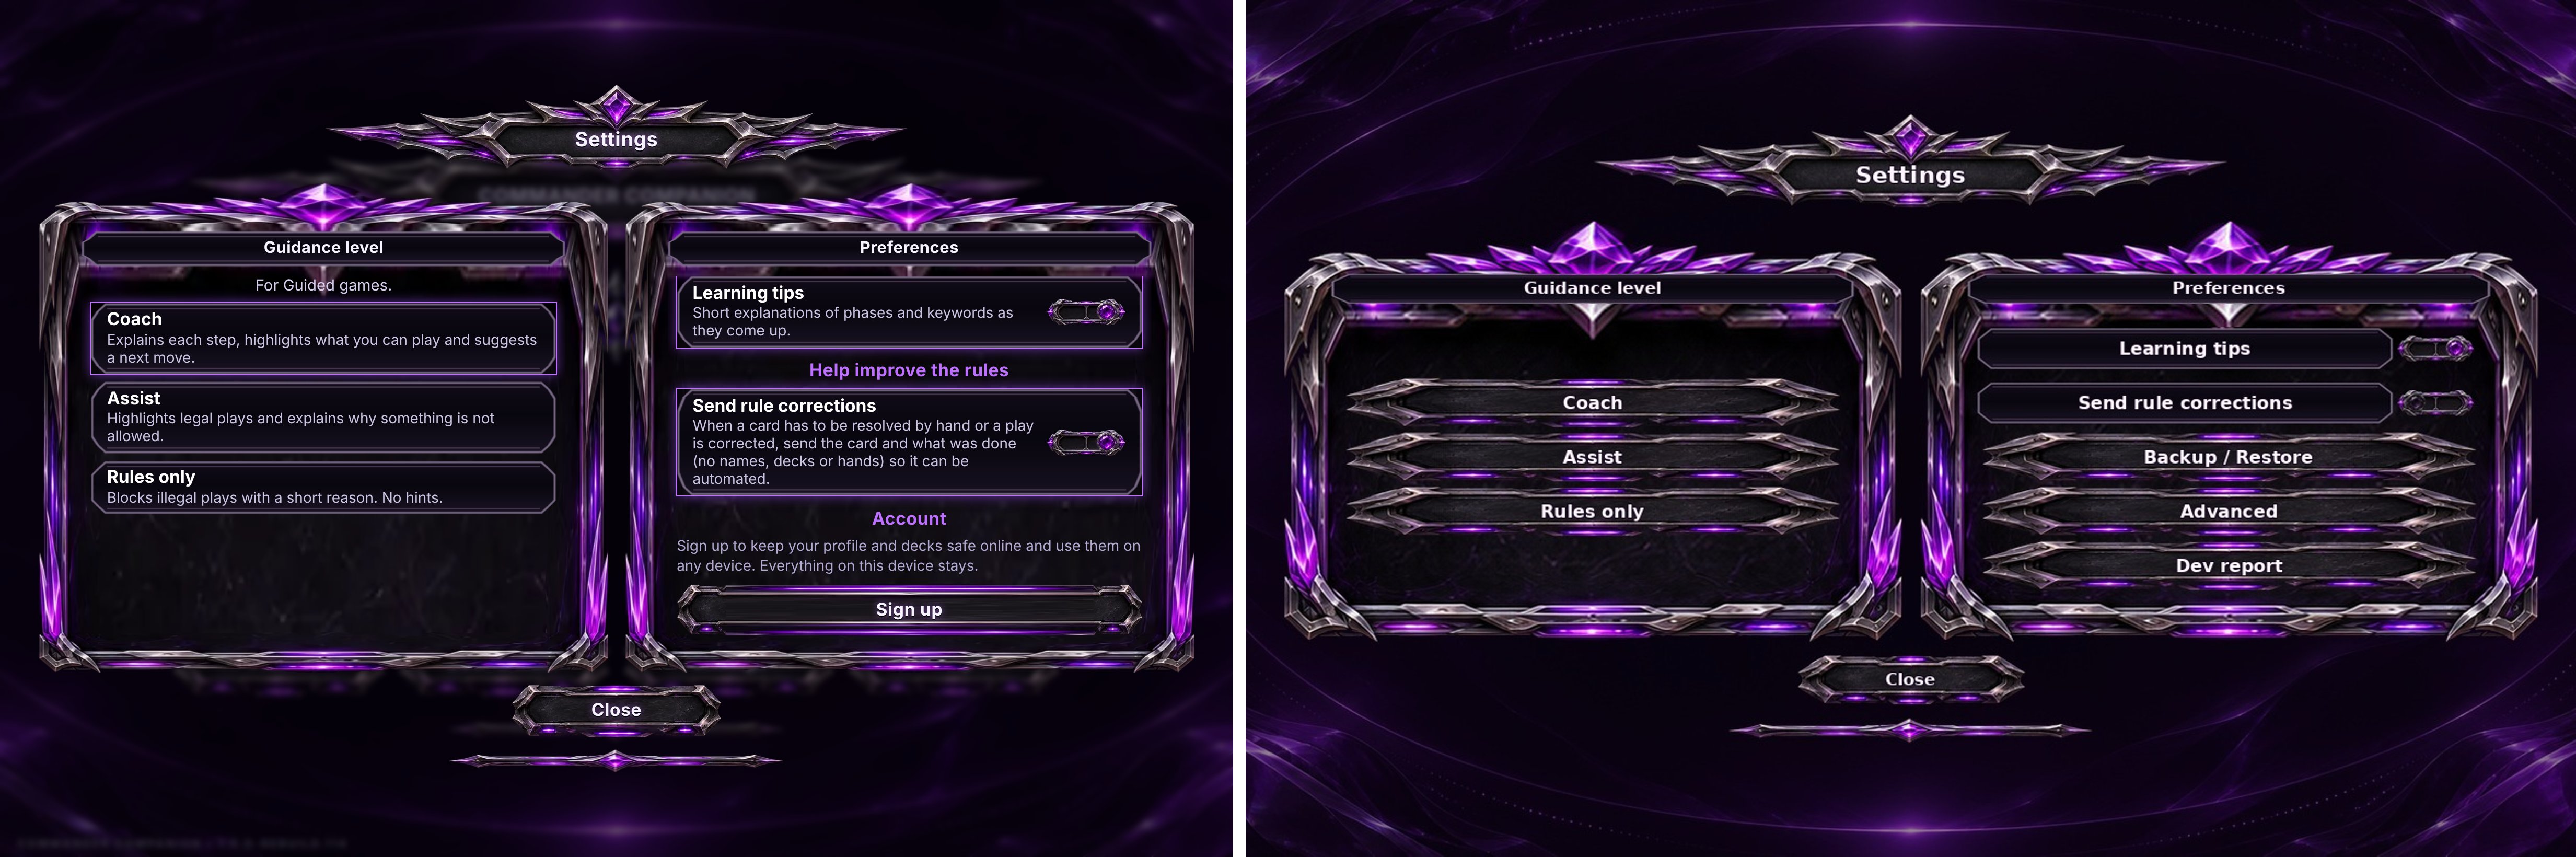 Settings
COMMANDER COMPANION
Guidance level
For Guided games.
Coach
Explains each step, highlights what you can play and suggests
a next move.
Assist
Highlights legal plays and explains why something is not
allowed.
Rules only
Blocks illegal plays with a short reason. No hints.
Preferences
Learning tips
Short explanations of phases and keywords as
they come up.
Help improve the rules
Send rule corrections
When a card has to be resolved by hand or a play
is corrected, send the card and what was done
(no names, decks or hands) so it can be
automated.
Account
Sign up to keep your profile and decks safe online and use them on
any device. Everything on this device stays.
Sign up
Close
Settings
Guidance level
Coach
Assist
Rules only
Preferences
Learning tips
Send rule corrections
Backup / Restore
Advanced
Dev report
Close